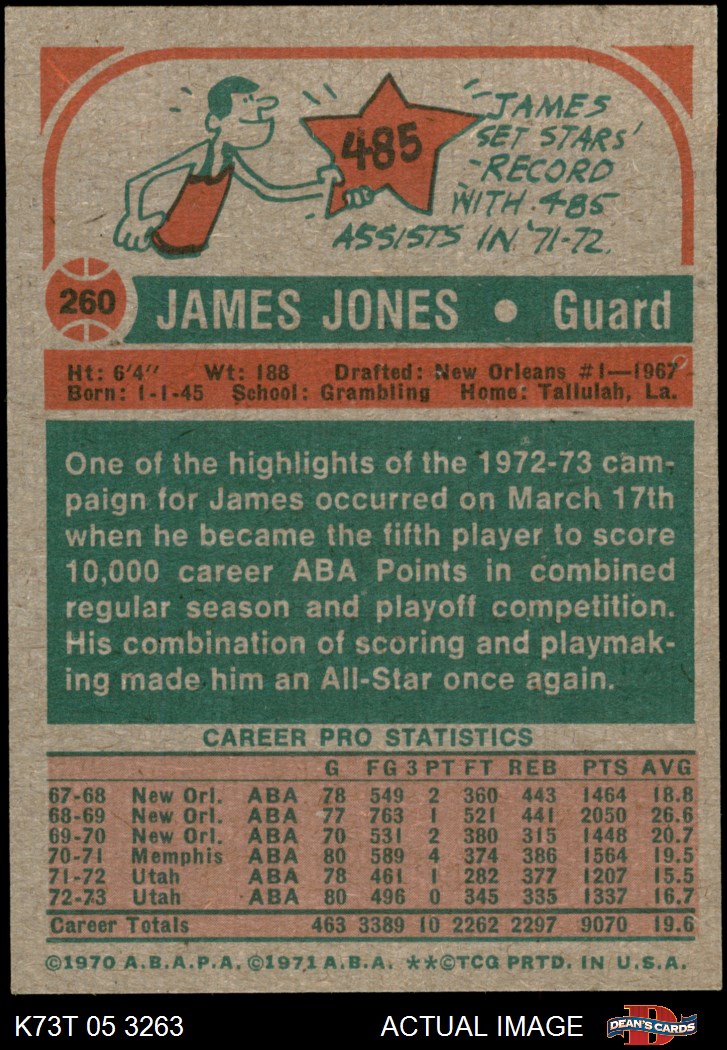 485
JAMES
SET STARS'
RECORD
WITH 485
ASSISTS IN '71-72.
260 JAMES JONES • Guard
Ht: 6'4" Wt: 188 Drafted: New Orleans #1—1967
Born: 1-1-45 School: Grambling Home: Tallulah, La.
One of the highlights of the 1972-73 cam-
paign for James occurred on March 17th
when he became the fifth player to score
10,000 career ABA Points in combined
regular season and playoff competition.
His combination of scoring and playmak-
ing made him an All-Star once again.
CAREER PRO STATISTICS
G FG 3 PT FT REB PTS AVG
67-68 New Orl. ABA 78 549 2 360 443 1464 18.8
68-69 New Orl. ABA 77 763 1 521 441 2050 26.6
69-70 New Orl. ABA 70 531 2 380 315 1448 20.7
70-71 Memphis ABA 80 589 4 374 386 1564 19.5
71-72 Utah ABA 78 461 1 282 377 1207 15.5
72-73 Utah ABA 80 496 0 345 335 1337 16.7
Career Totals 463 3389 10 2262 2297 9070 19.6
©1970 A.B.A.P.A. ©1971 A.B.A. **©TCG PRTD. IN U.S.A.
K73T 05 3263 ACTUAL IMAGE D DEAN'S CARDS